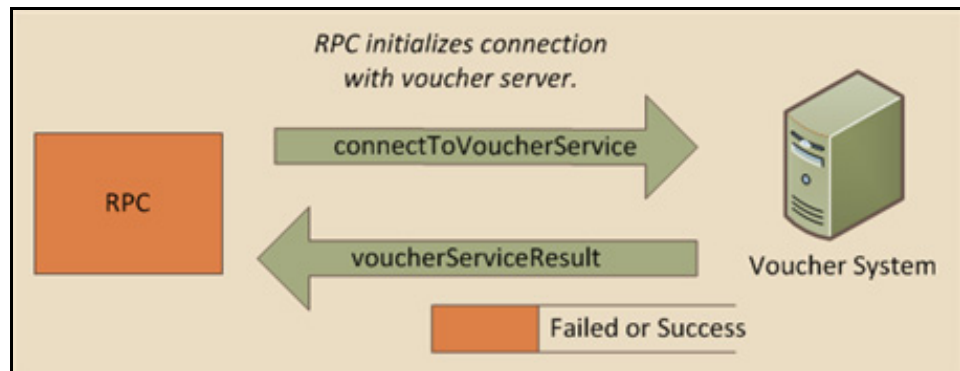 RPC initializes connection
with voucher server.
connectToVoucherService
RPC
voucherServiceResult
Voucher System
Failed or Success